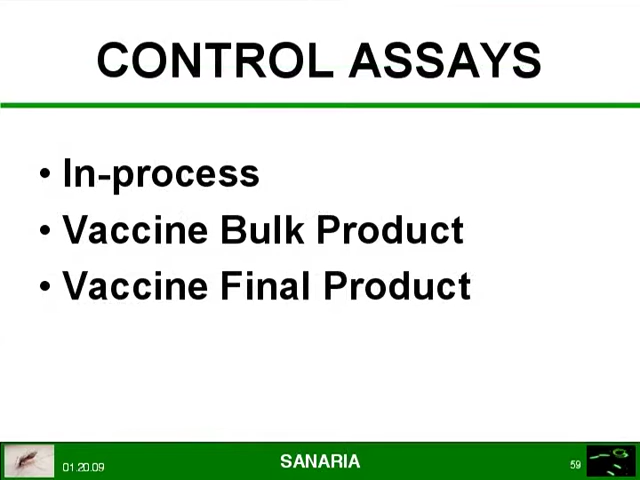 CONTROL ASSAYS
• In-process
• Vaccine Bulk Product
• Vaccine Final Product
01.20.09
SANARIA
59